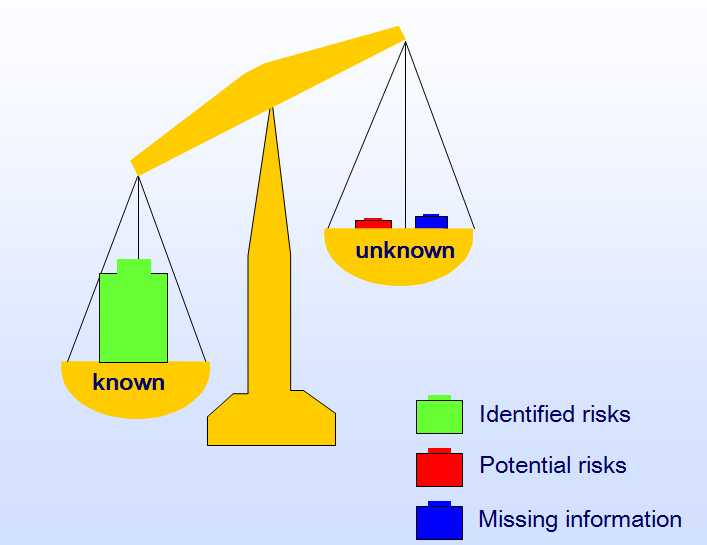 unknown
known
Identified risks
Potential risks
Missing information